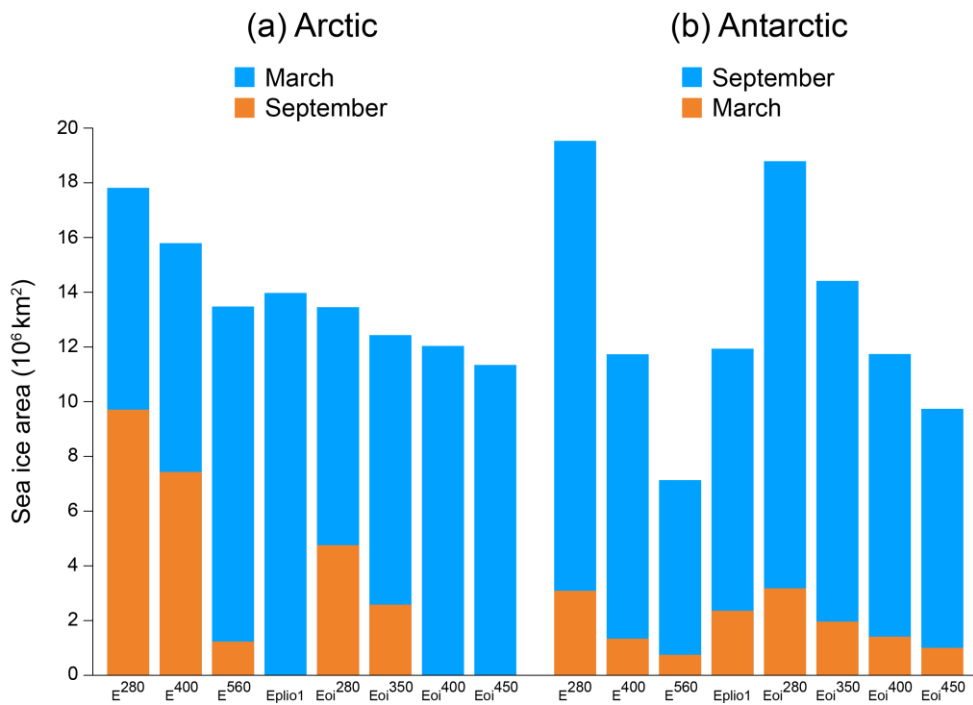 (a) Arctic
(b) Antarctic
March
September
September
March
Sea ice area (10⁶ km²)
20
18
16
14
12
10
8
6
4
2
0
E²⁸⁰ E⁴⁰⁰ E⁵⁶⁰ Eplio1 Eoi²⁸⁰ Eoi³⁵⁰ Eoi⁴⁰⁰ Eoi⁴⁵⁰
E²⁸⁰ E⁴⁰⁰ E⁵⁶⁰ Eplio1 Eoi²⁸⁰ Eoi³⁵⁰ Eoi⁴⁰⁰ Eoi⁴⁵⁰